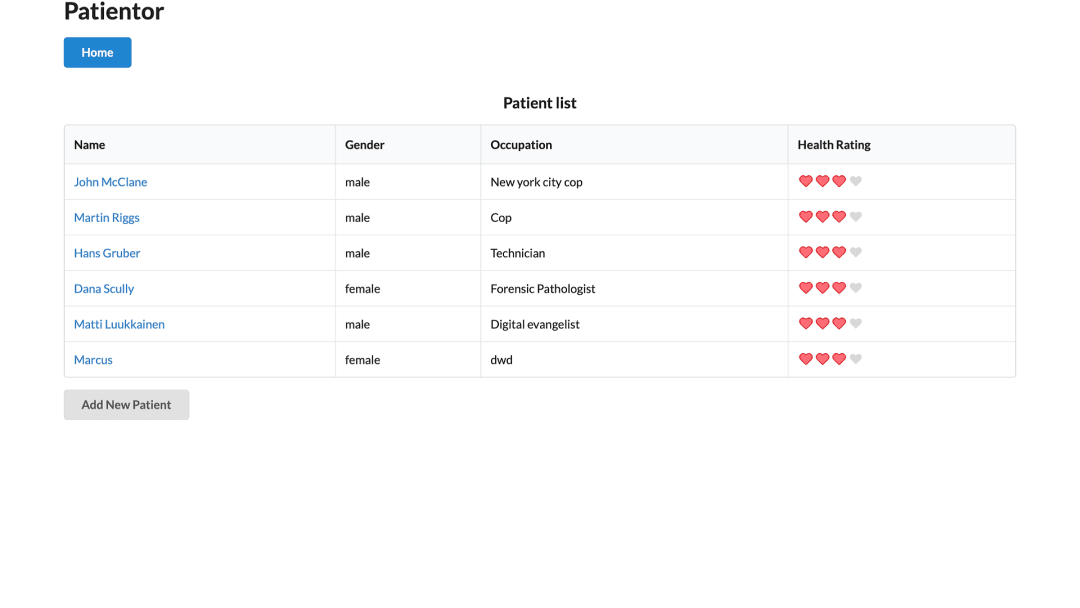 Patientor
Home
Patient list
Name Gender Occupation Health Rating
John McClane male New york city cop
Martin Riggs male Cop
Hans Gruber male Technician
Dana Scully female Forensic Pathologist
Matti Luukkainen male Digital evangelist
Marcus female dwd
Add New Patient